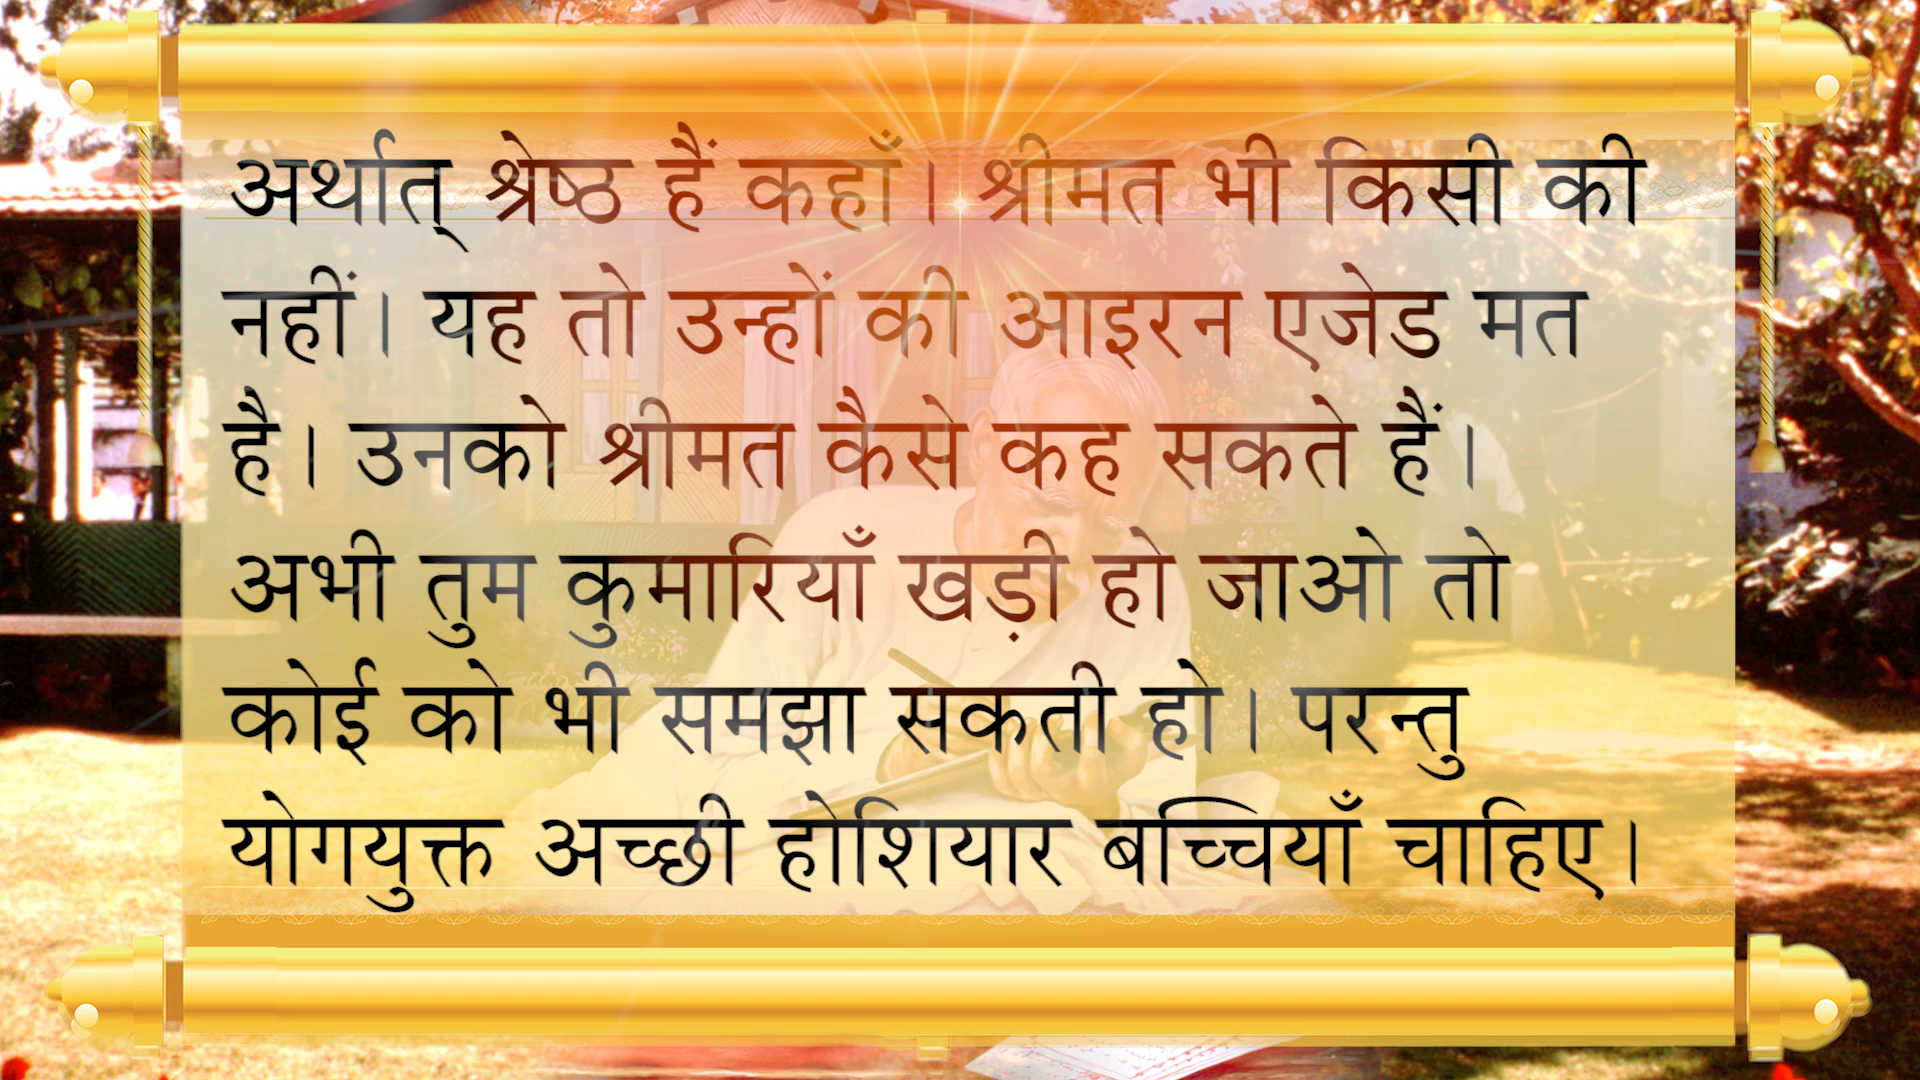 अर्थात् श्रेष्ठ हैं कहाँ। श्रीमत भी किसी की
नहीं। यह तो उन्हों की आइरन एजेड मत
है। उनको श्रीमत कैसे कह सकते हैं।
अभी तुम कुमारियाँ खड़ी हो जाओ तो
कोई को भी समझा सकती हो। परन्तु
योगयुक्त अच्छी होशियार बच्चियाँ चाहिए।